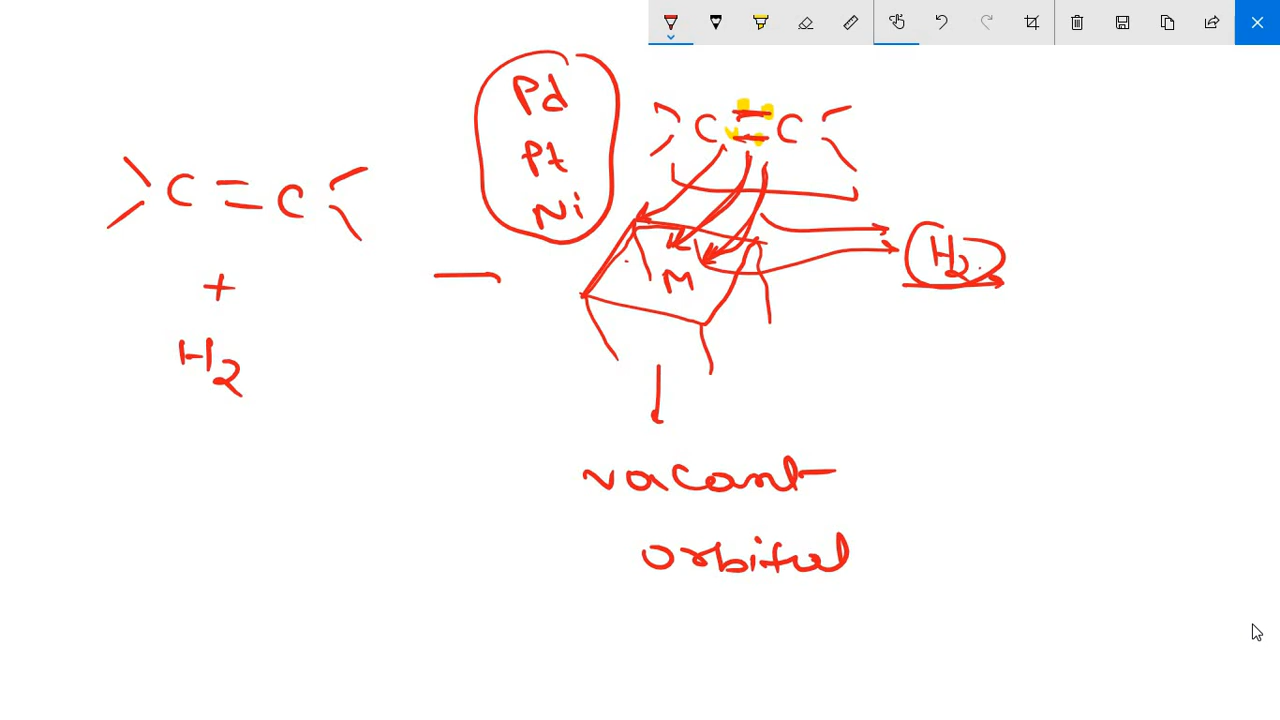 Pd
Pt
Ni
C = C
+
H2
C = C
M
H2
vacant
orbital